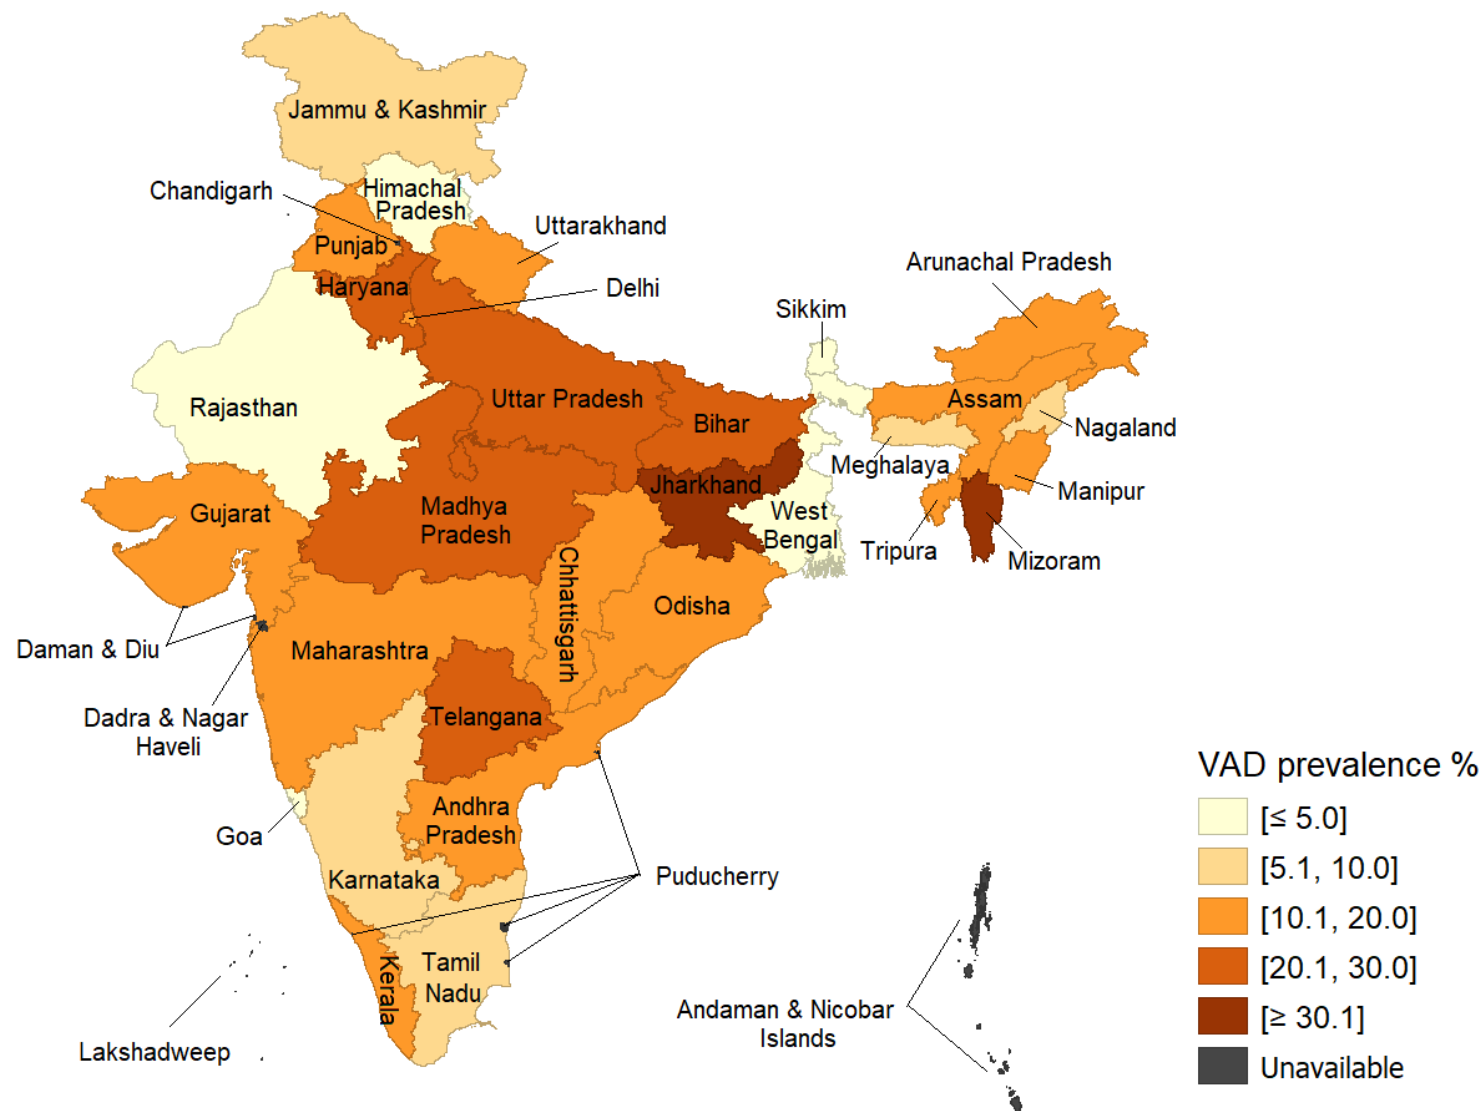 Jammu & Kashmir
Chandigarh
Himachal
Pradesh
Uttarakhand
Punjab
Arunachal Pradesh
Haryana
Delhi
Sikkim
Rajasthan
Uttar Pradesh
Assam
Bihar
Nagaland
Meghalaya
Jharkhand
Manipur
Gujarat
Madhya
Pradesh
West
Bengal
Tripura
Mizoram
Chhattisgarh
Odisha
Daman & Diu
Maharashtra
Dadra & Nagar
Haveli
Telangana
VAD prevalence %
[≤ 5.0]
[5.1, 10.0]
[10.1, 20.0]
[20.1, 30.0]
[≥ 30.1]
Unavailable
Andhra
Pradesh
Goa
Karnataka
Puducherry
Tamil
Nadu
Kerala
Andaman & Nicobar
Islands
Lakshadweep